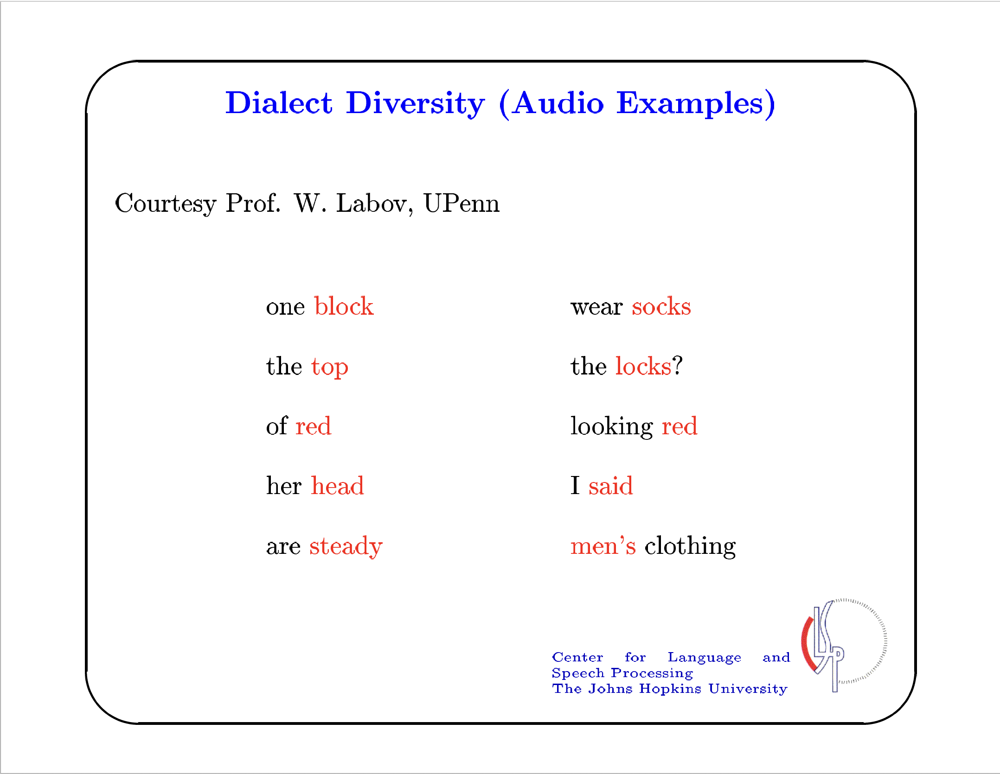 Dialect Diversity (Audio Examples)
Courtesy Prof. W. Labov, UPenn
one block
wear socks
the top
the locks?
of red
looking red
her head
I said
are steady
men's clothing
Center for Language and
Speech Processing
The Johns Hopkins University
LSP